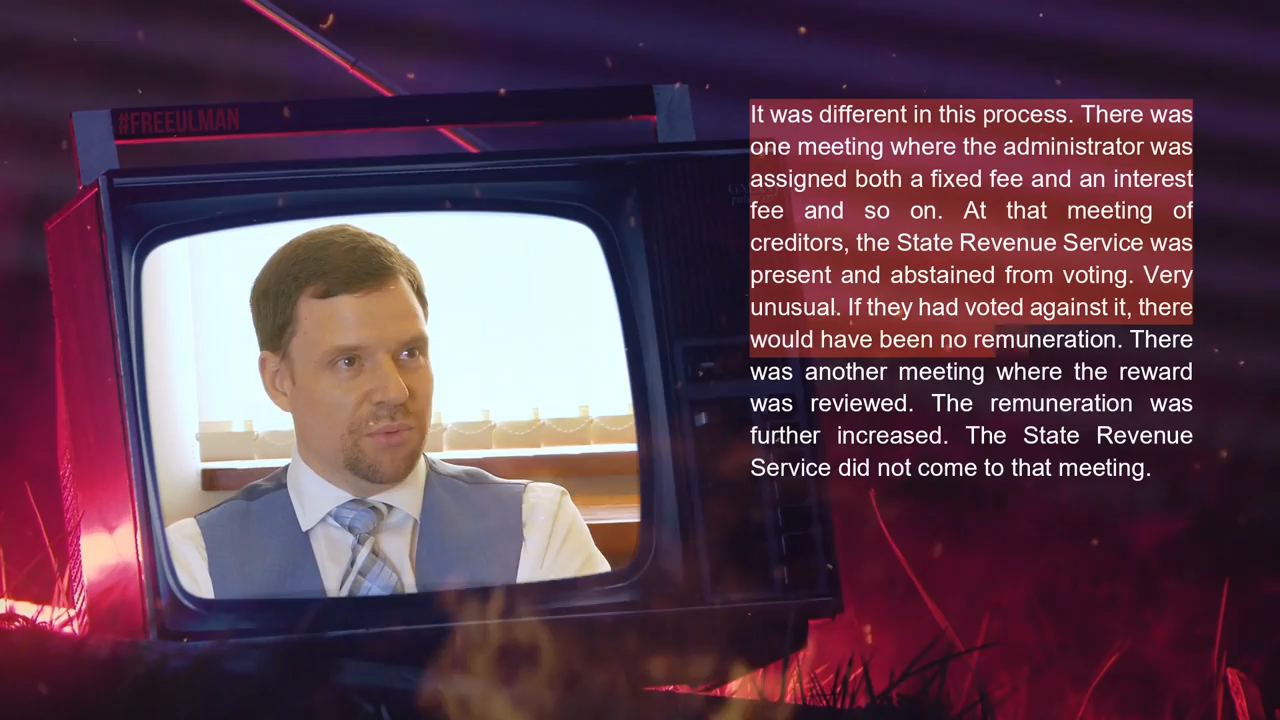 #FREEULMAN
It was different in this process. There was
one meeting where the administrator was
assigned both a fixed fee and an interest
fee and so on. At that meeting of
creditors, the State Revenue Service was
present and abstained from voting. Very
unusual. If they had voted against it, there
would have been no remuneration. There
was another meeting where the reward
was reviewed. The remuneration was
further increased. The State Revenue
Service did not come to that meeting.